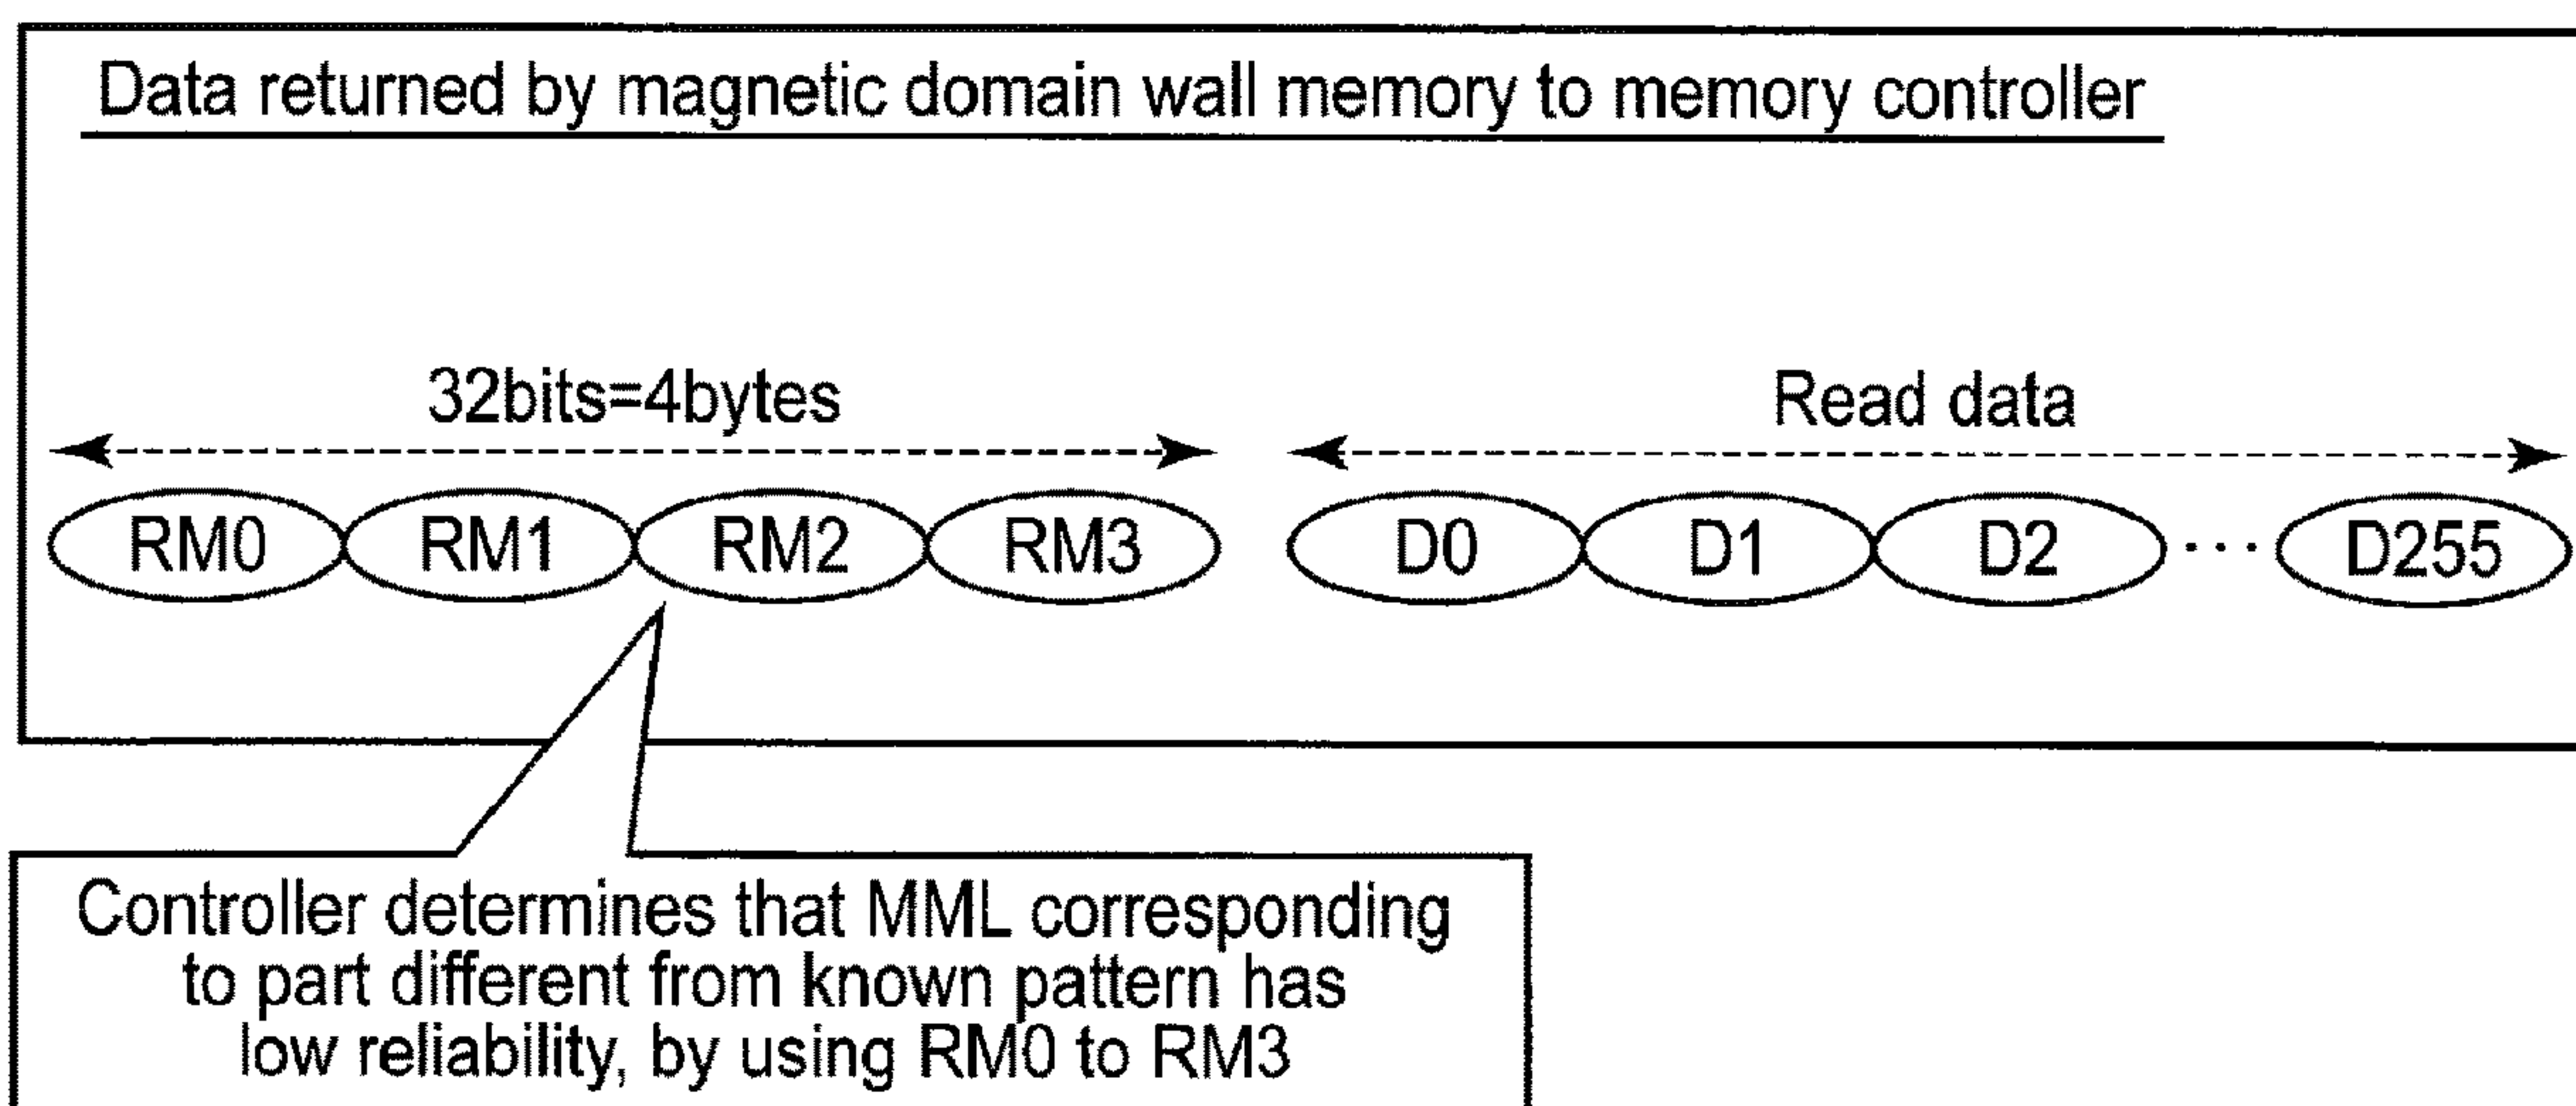 Data returned by magnetic domain wall memory to memory controller
32bits=4bytes
Read data
RM0 RM1 RM2 RM3 D0 D1 D2 ··· D255
Controller determines that MML corresponding
to part different from known pattern has
low reliability, by using RM0 to RM3